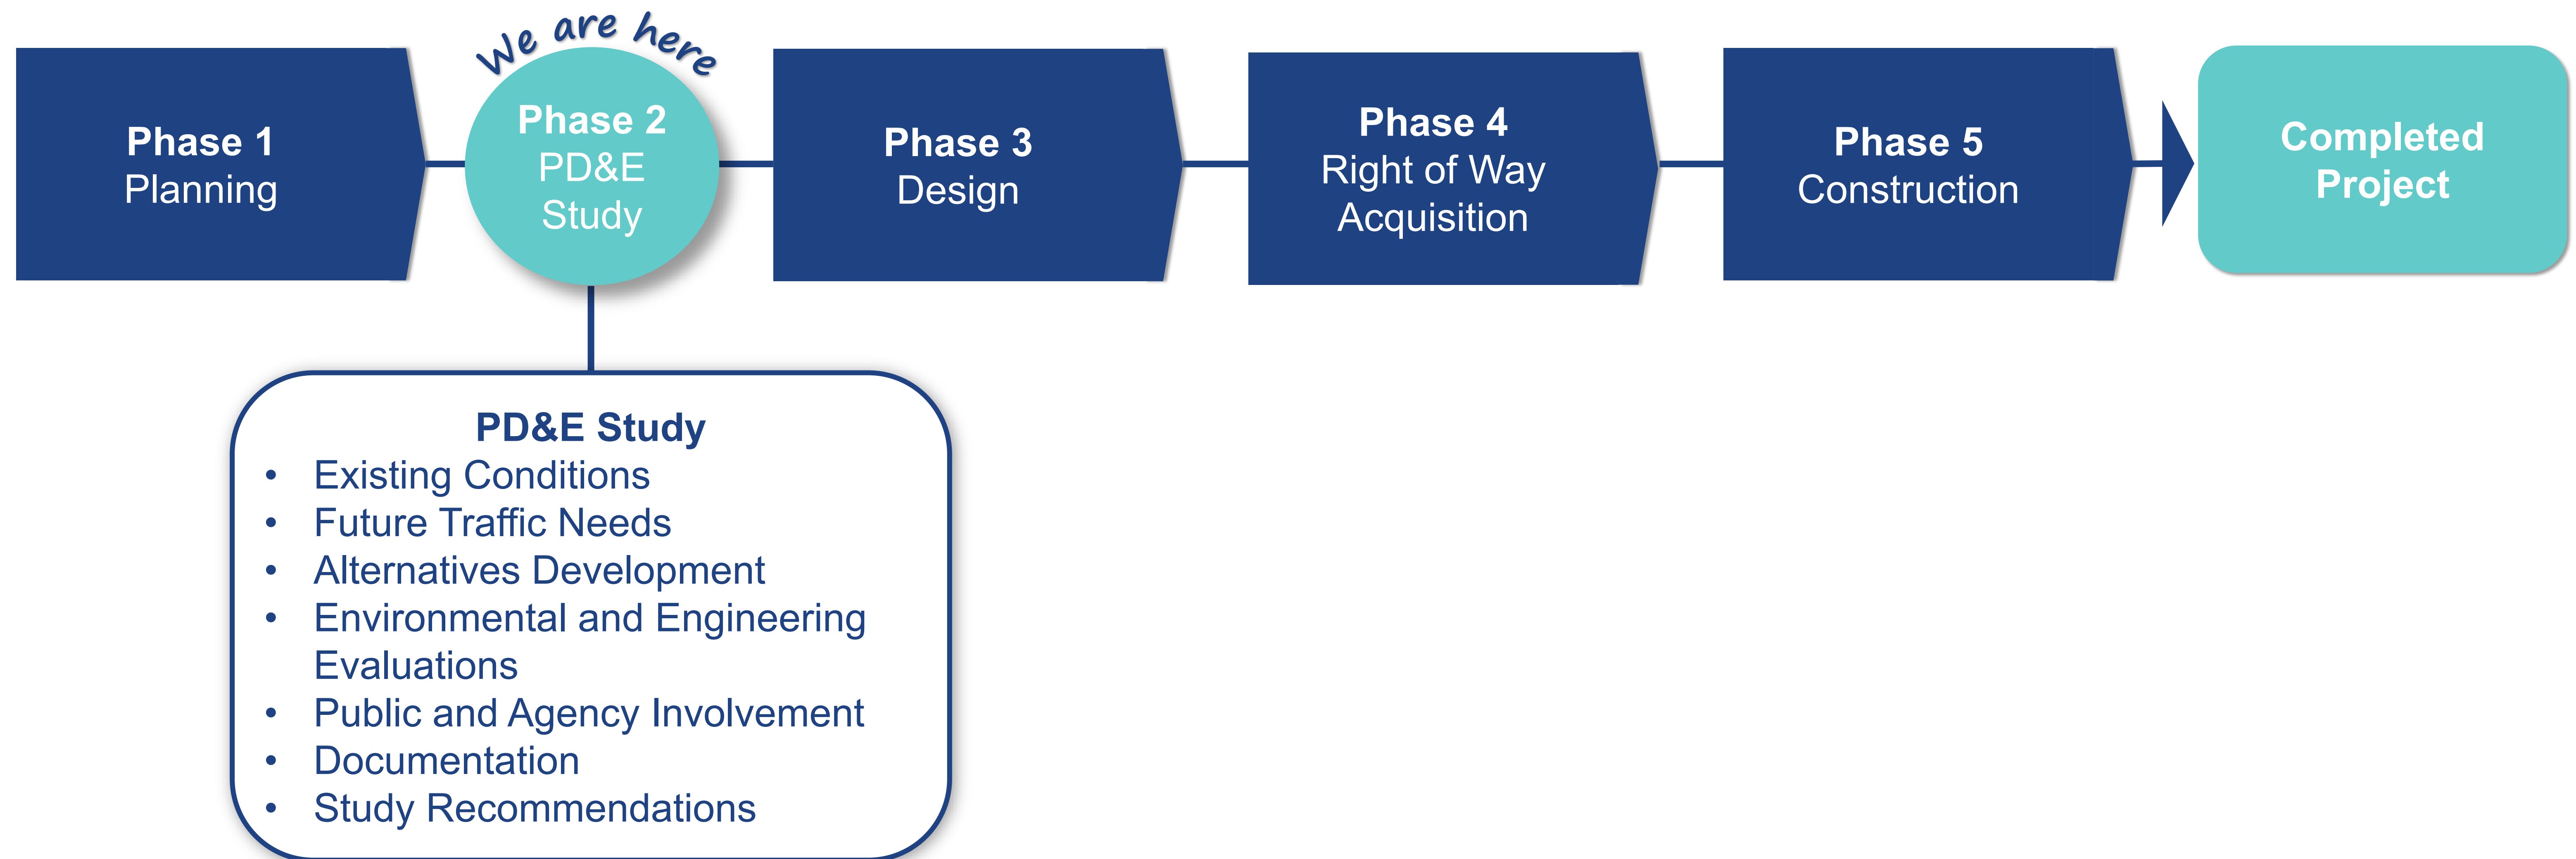 We are here
Phase 1
Planning
Phase 2
PD&E
Study
Phase 3
Design
Phase 4
Right of Way
Acquisition
Phase 5
Construction
Completed
Project
PD&E Study
• Existing Conditions
• Future Traffic Needs
• Alternatives Development
• Environmental and Engineering
Evaluations
• Public and Agency Involvement
• Documentation
• Study Recommendations